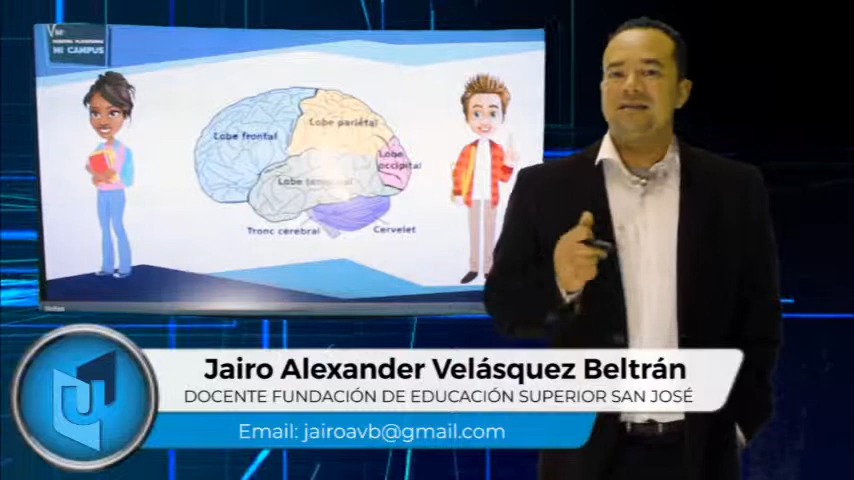 MI CAMPUS
Lobe frontal
Lobe pariétal
Lobe
occipital
Lobe temporal
Tronc cérébral
Cervelet
Jairo Alexander Velásquez Beltrán
DOCENTE FUNDACIÓN DE EDUCACIÓN SUPERIOR SAN JOSÉ
Email: jairoavb@gmail.com